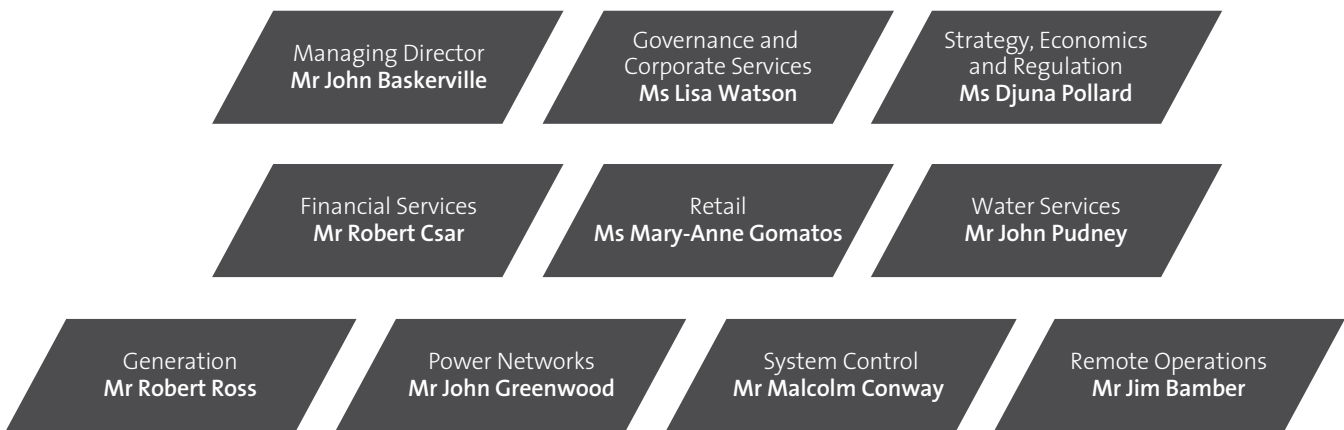 Managing Director
Mr John Baskerville
Governance and
Corporate Services
Ms Lisa Watson
Strategy, Economics
and Regulation
Ms Djuna Pollard
Financial Services
Mr Robert Csar
Retail
Ms Mary-Anne Gomatos
Water Services
Mr John Pudney
Generation
Mr Robert Ross
Power Networks
Mr John Greenwood
System Control
Mr Malcolm Conway
Remote Operations
Mr Jim Bamber